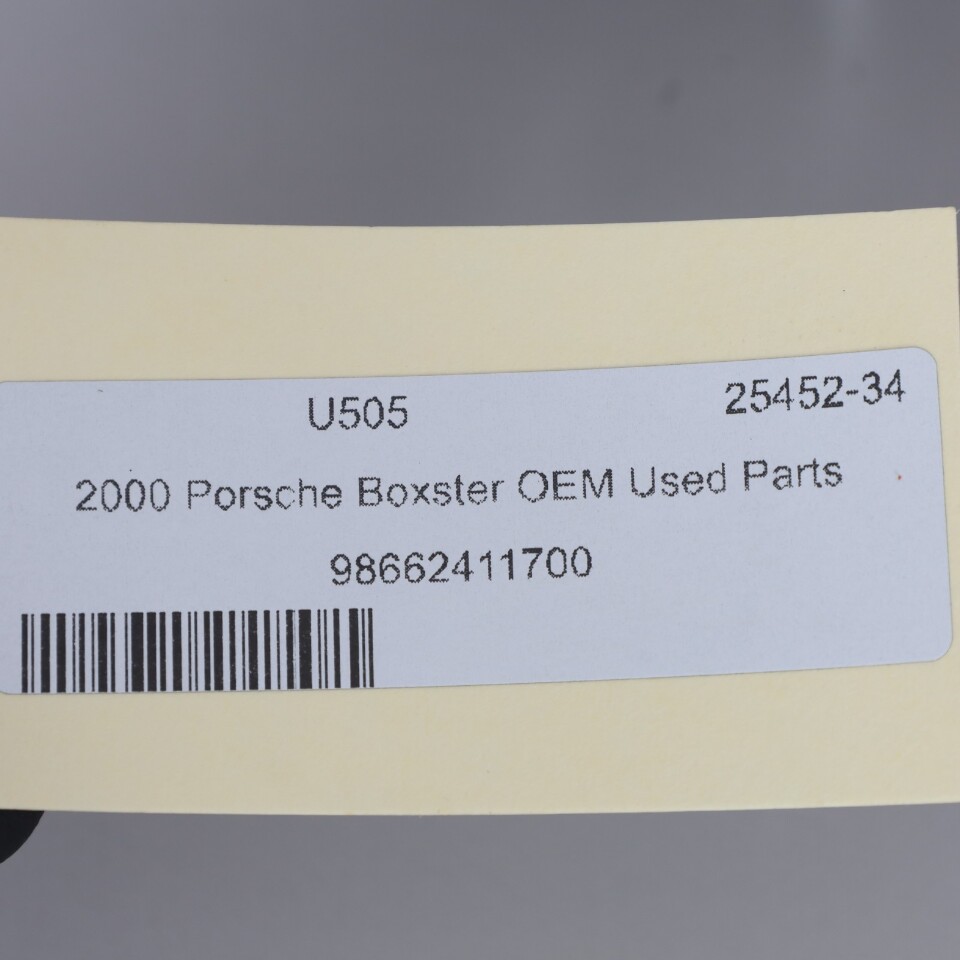 U505 25452-34
2000 Porsche Boxster OEM Used Parts
98662411700